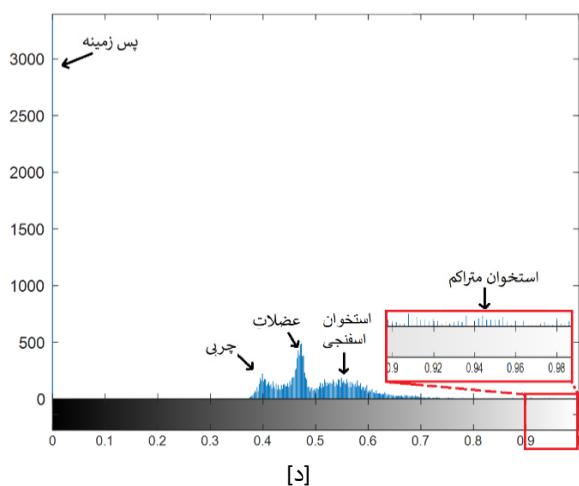 3000
2500
2000
1500
1000
500
0
پس زمینه
استخوان متراکم
استخوان
اسفنجی
عضلات
چربی
0.9 0.92 0.94 0.96 0.98
0 0.1 0.2 0.3 0.4 0.5 0.6 0.7 0.8 0.9
[د]